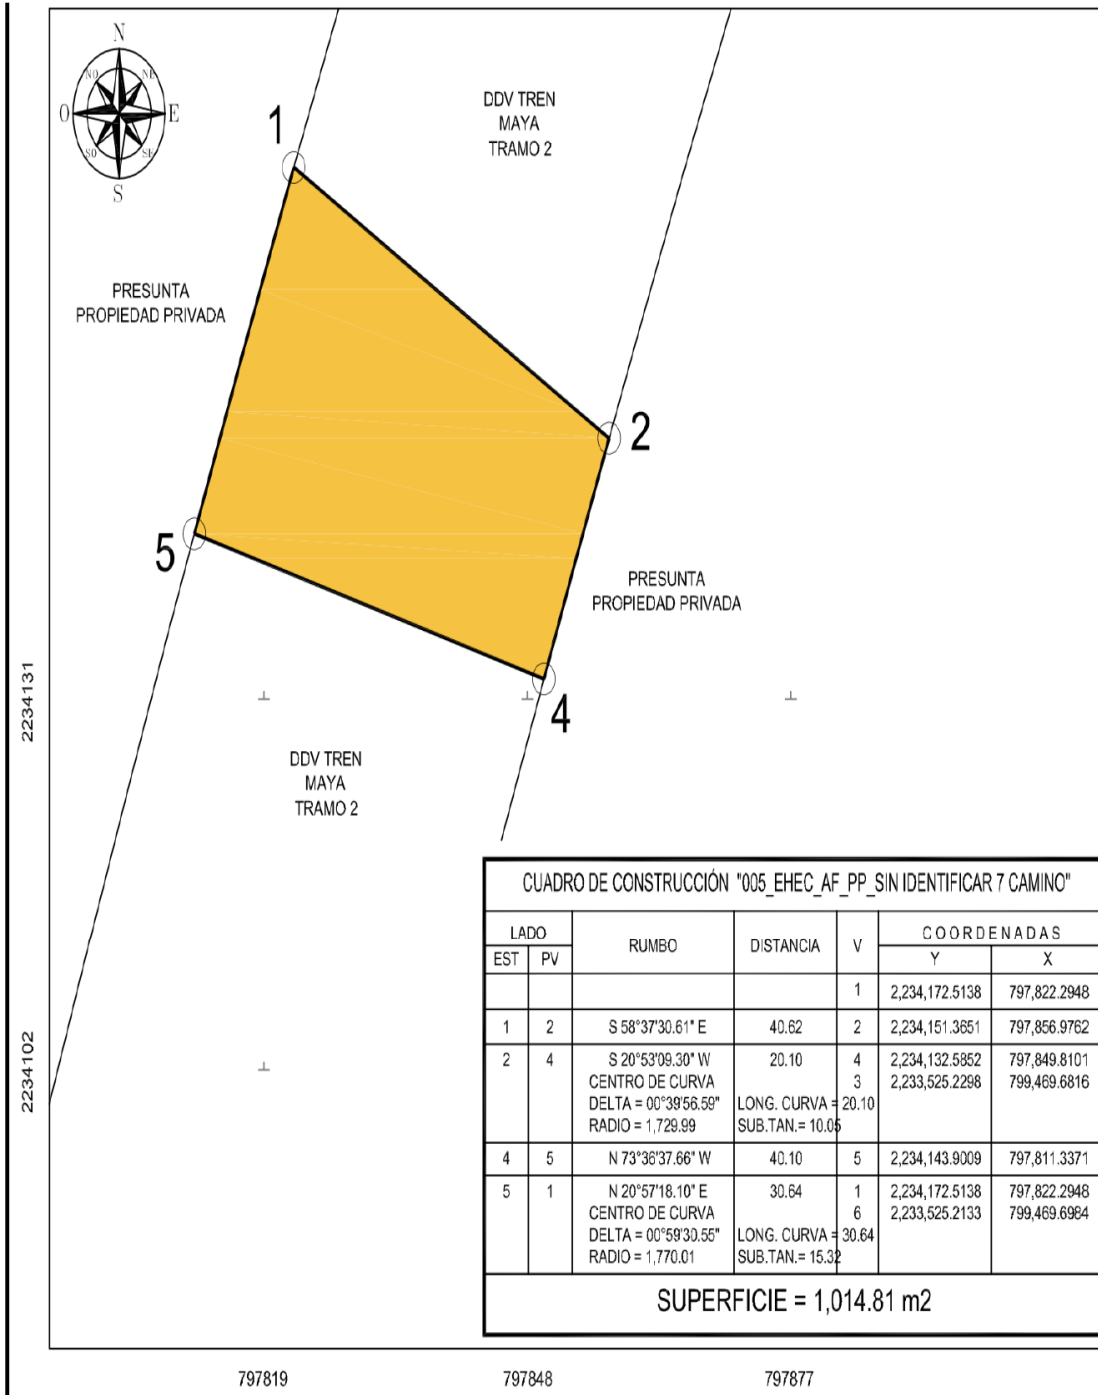 N
NO
NE
O
E
SO
SE
S
DDV TREN
MAYA
TRAMO 2
1
PRESUNTA
PROPIEDAD PRIVADA
2
5
PRESUNTA
PROPIEDAD PRIVADA
4
2234131
DDV TREN
MAYA
TRAMO 2
2234102
CUADRO DE CONSTRUCCIÓN "005_EHEC_AF_PP_SIN IDENTIFICAR 7 CAMINO"
LADO RUMBO DISTANCIA V COORDENADAS
EST PV Y X
1 2,234,172.5138 797,822.2948
1 2 S 58°37'30.61" E 40.62 2 2,234,151.3651 797,856.9762
2 4 S 20°53'09.30" W 20.10 4 2,234,132.5852 797,849.8101
CENTRO DE CURVA 3 2,233,525.2298 799,469.6816
DELTA = 00°39'56.59" LONG. CURVA = 20.10
RADIO = 1,729.99 SUB.TAN.= 10.05
4 5 N 73°36'37.66" W 40.10 5 2,234,143.9009 797,811.3371
5 1 N 20°57'18.10" E 30.64 1 2,234,172.5138 797,822.2948
CENTRO DE CURVA 6 2,233,525.2133 799,469.6984
DELTA = 00°59'30.55" LONG. CURVA = 30.64
RADIO = 1,770.01 SUB.TAN.= 15.32
SUPERFICIE = 1,014.81 m2
797819 797848 797877